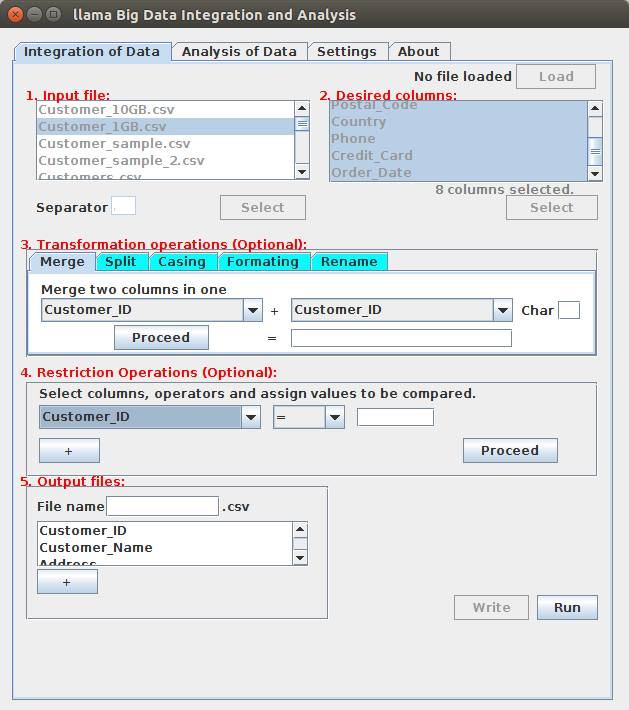 llama Big Data Integration and Analysis
Integration of Data Analysis of Data Settings About
No file loaded Load
1. Input file: 2. Desired columns:
Customer_10GB.csv
Customer_1GB.csv
Customer_sample.csv
Customer_sample_2.csv
Customers.csv
Postal_Code
Country
Phone
Credit_Card
Order_Date
8 columns selected.
Separator , Select Select
3. Transformation operations (Optional):
Merge Split Casing Formating Rename
Merge two columns in one
Customer_ID + Customer_ID Char
Proceed =
4. Restriction Operations (Optional):
Select columns, operators and assign values to be compared.
Customer_ID =
+ Proceed
5. Output files:
File name .csv
Customer_ID
Customer_Name
Address
+
Write Run